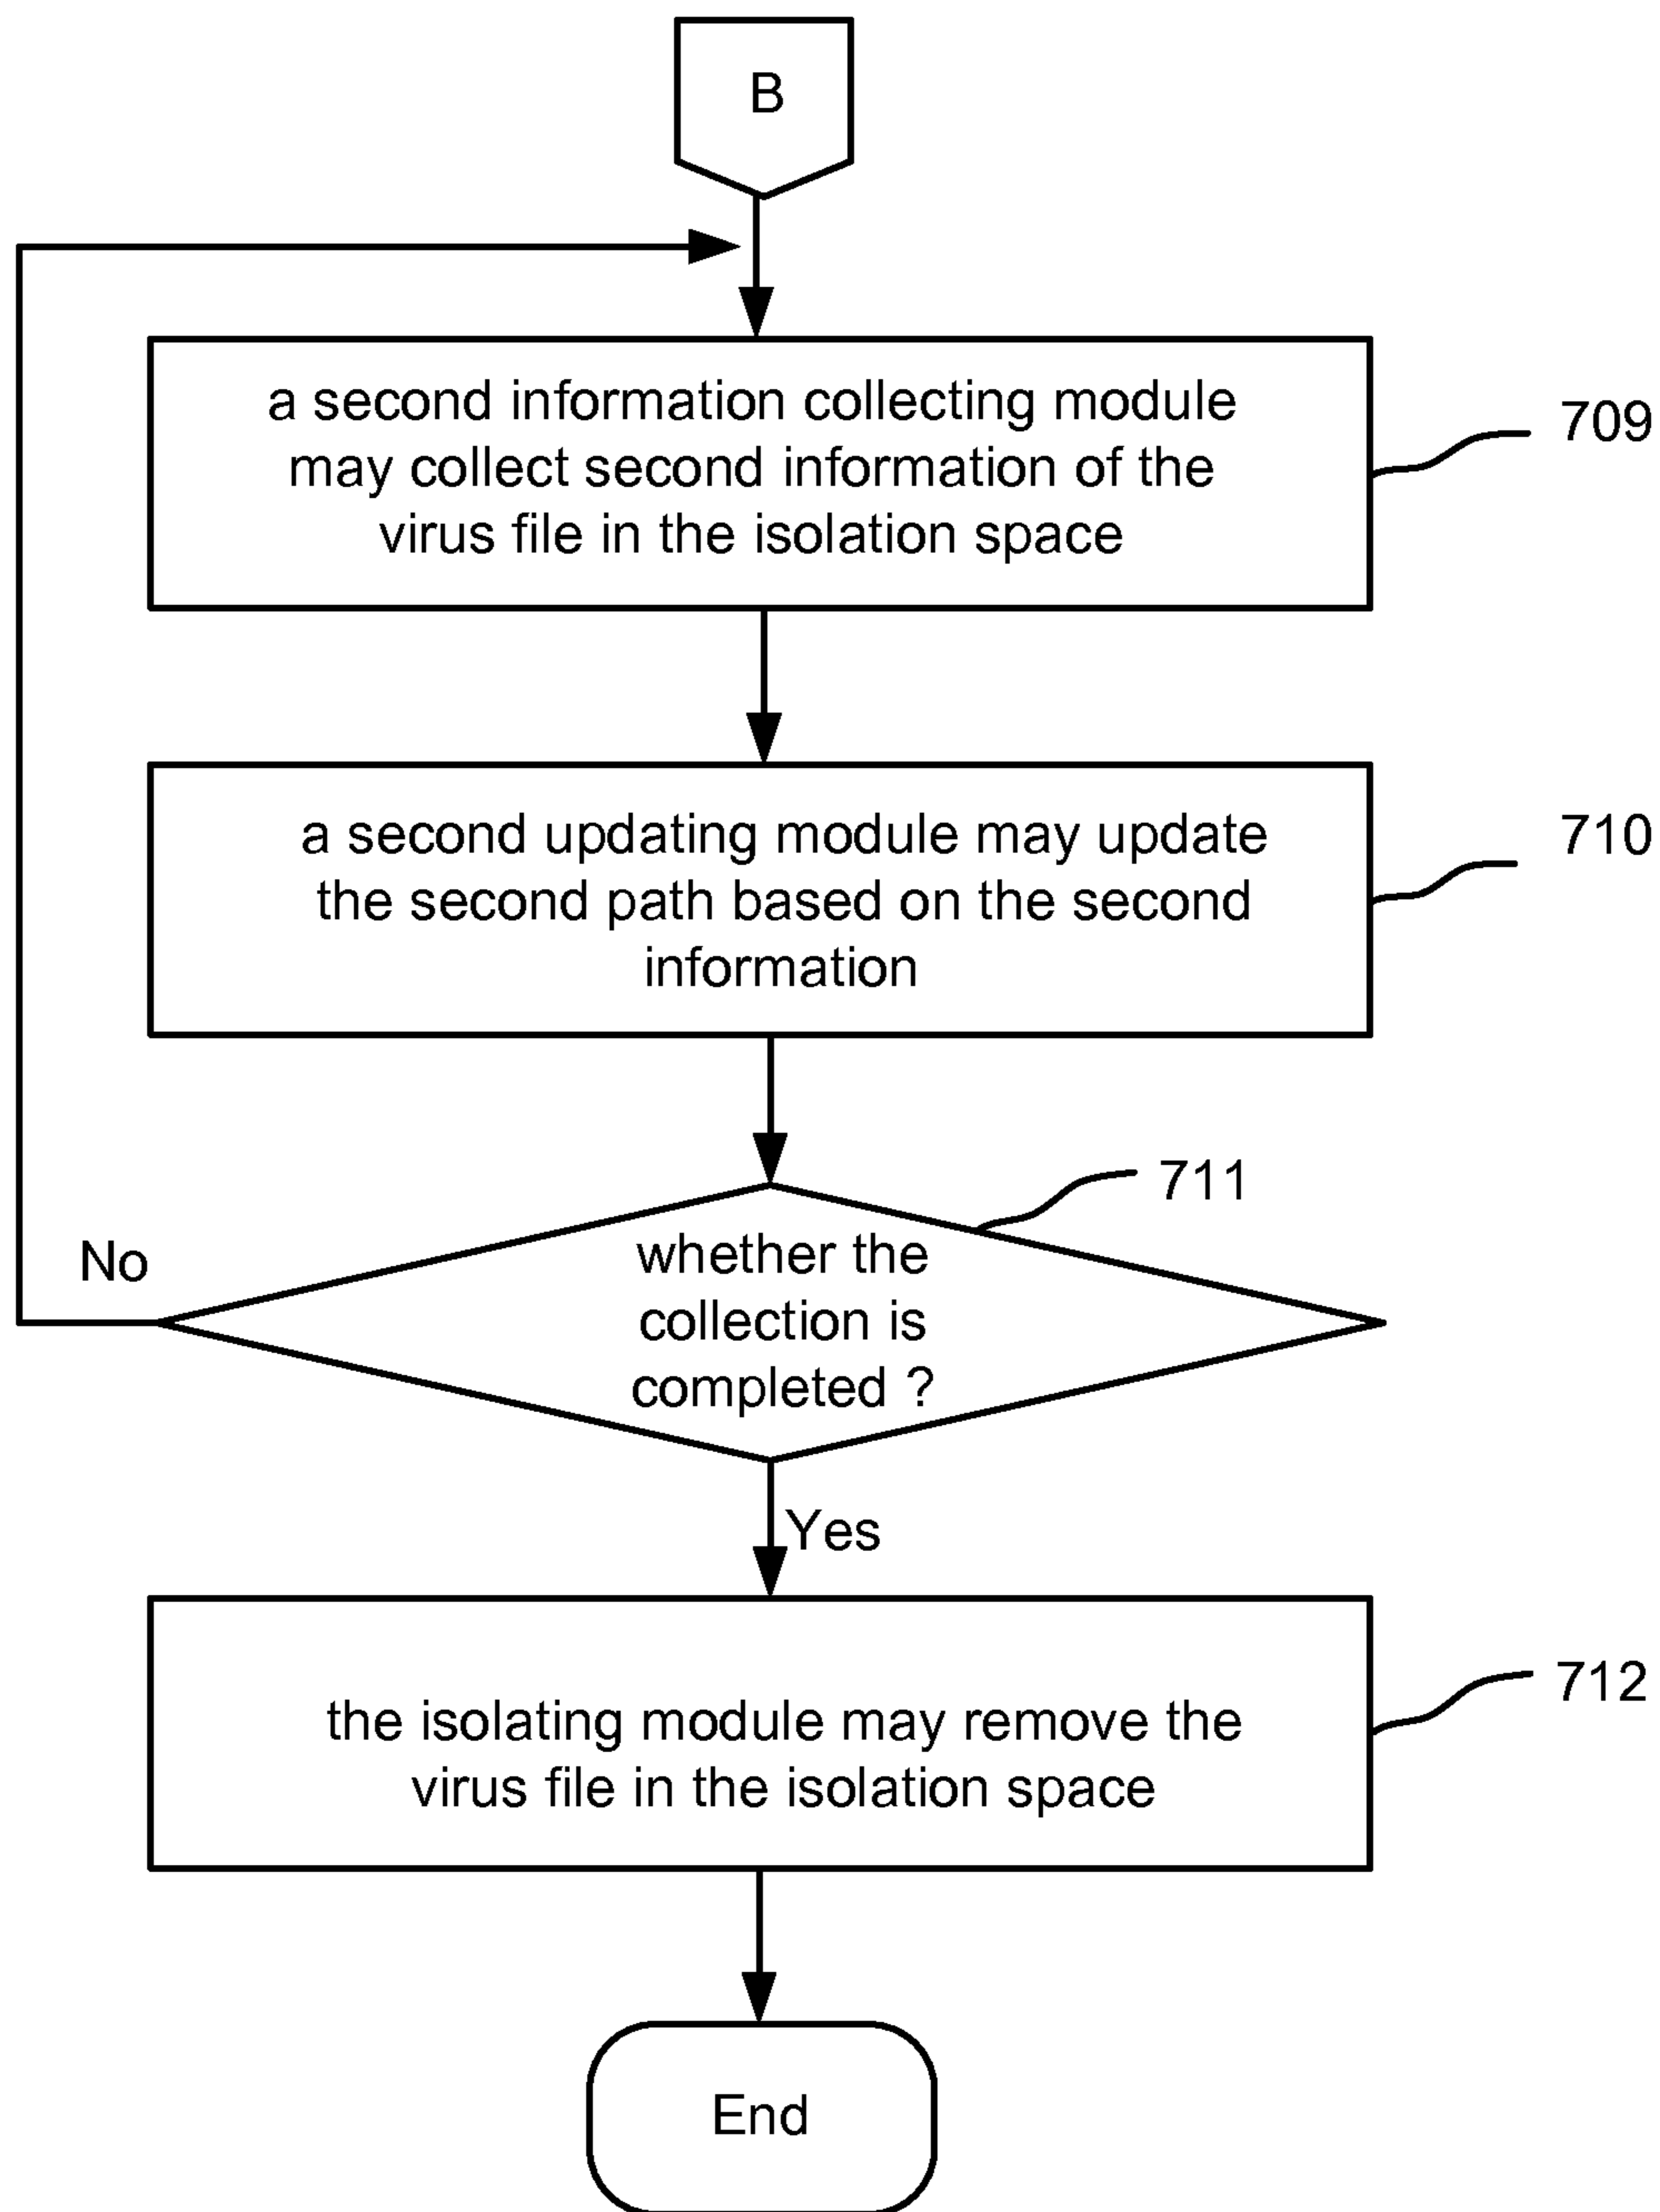 B
a second information collecting module
may collect second information of the
virus file in the isolation space
709
a second updating module may update
the second path based on the second
information
710
711
whether the
collection is
completed ?
No
Yes
the isolating module may remove the
virus file in the isolation space
712
End